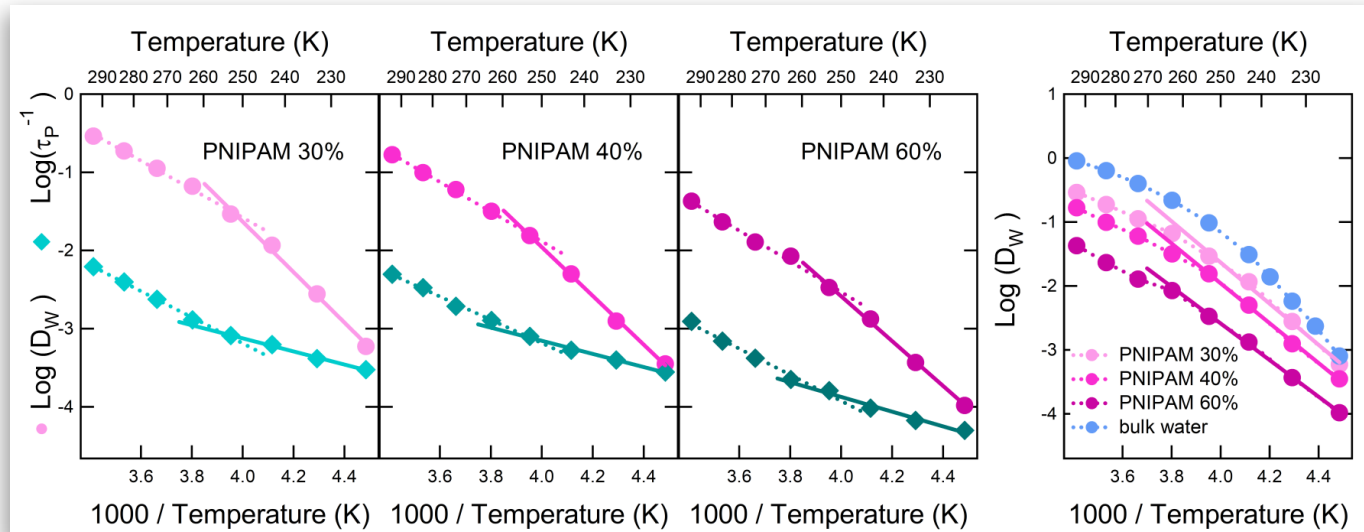 Temperature (K)
Temperature (K)
Temperature (K)
Temperature (K)
290 280 270 260 250 240 230
290 280 270 260 250 240 230
290 280 270 260 250 240 230
290 280 270 260 250 240 230
Log (D_W) Log(τ_P^-1)
0
-1
-2
-3
-4
PNIPAM 30%
PNIPAM 40%
PNIPAM 60%
Log (D_W)
1
0
-1
-2
-3
-4
PNIPAM 30%
PNIPAM 40%
PNIPAM 60%
bulk water
3.6 3.8 4.0 4.2 4.4
3.6 3.8 4.0 4.2 4.4
3.6 3.8 4.0 4.2 4.4
3.6 3.8 4.0 4.2 4.4
1000 / Temperature (K)
1000 / Temperature (K)
1000 / Temperature (K)
1000 / Temperature (K)